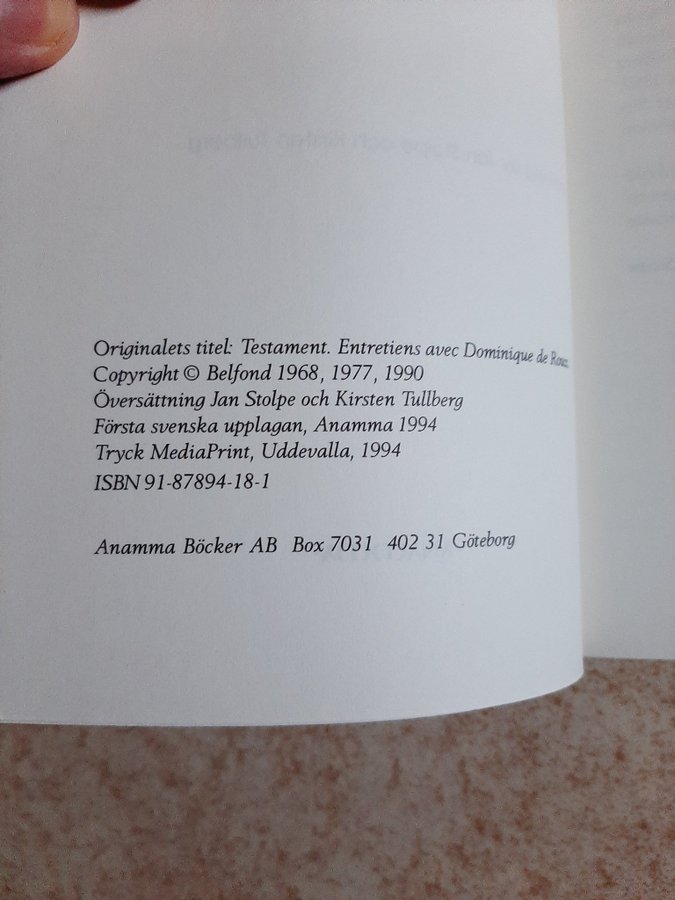 Originalets titel: Testament. Entretiens avec Dominique de Roux.
Copyright © Belfond 1968, 1977, 1990
Översättning Jan Stolpe och Kirsten Tullberg
Första svenska upplagan, Anamma 1994
Tryck MediaPrint, Uddevalla, 1994
ISBN 91-87894-18-1
Anamma Böcker AB Box 7031 402 31 Göteborg